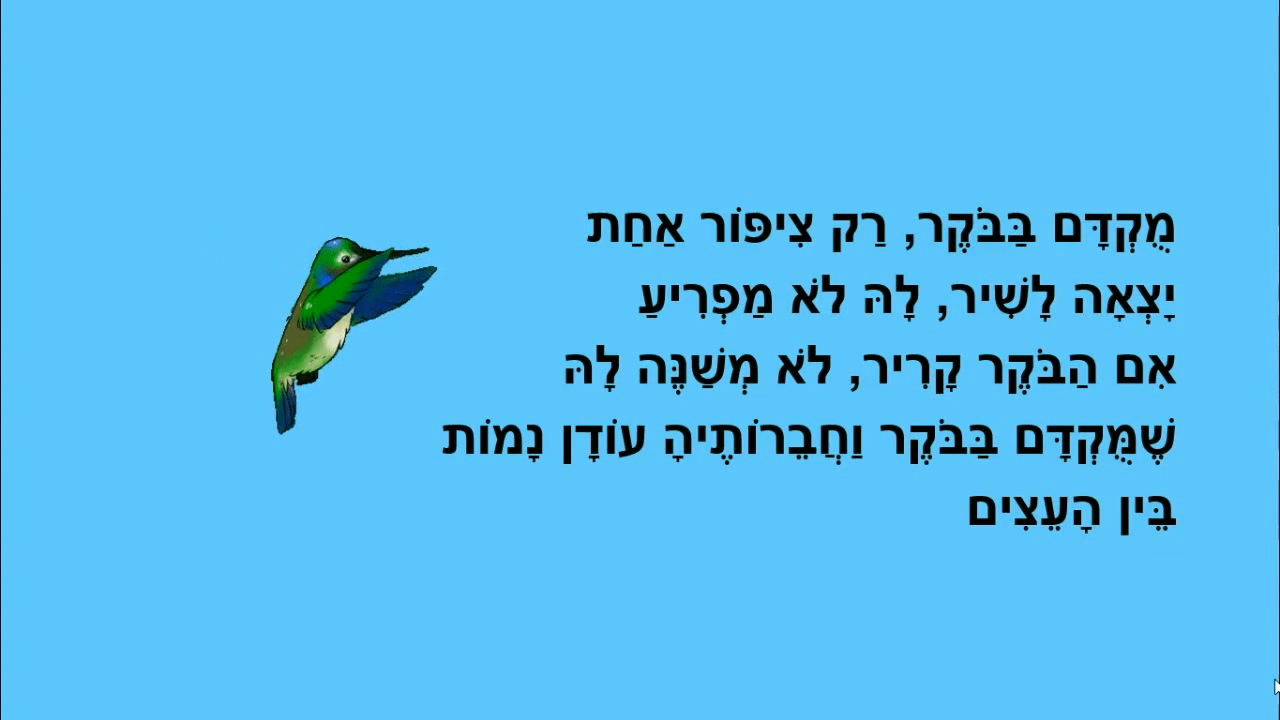 מֻקְדָּם בַּבֹּקֶר, רַק צִיפּוֹר אַחַת
יָצְאָה לָשִׁיר, לָהּ לֹא מַפְרִיעַ
אִם הַבֹּקֶר קָרִיר, לֹא מְשַׁנֶּה לָהּ
שֶׁמֻּקְדָּם בַּבֹּקֶר וַחֲבֵרוֹתֶיהָ עוֹדָן נָמוֹת
בֵּין הָעֵצִים